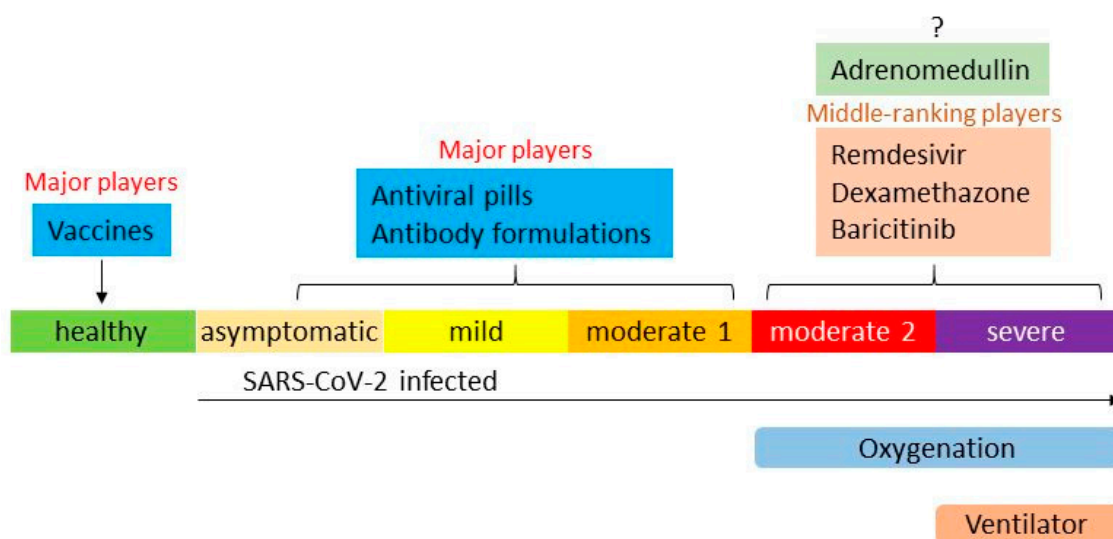 ?
Adrenomedullin
Middle-ranking players
Remdesivir
Dexamethazone
Baricitinib
Major players
Antiviral pills
Antibody formulations
Major players
Vaccines
healthy
asymptomatic
mild
moderate 1
moderate 2
severe
SARS-CoV-2 infected
Oxygenation
Ventilator